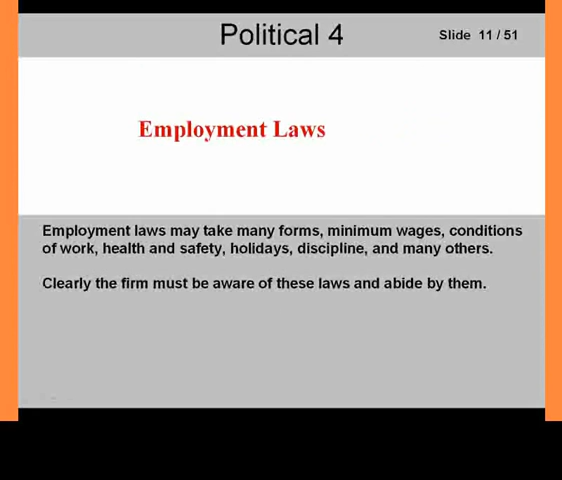 Political 4
Slide 11 / 51
Employment Laws
Employment laws may take many forms, minimum wages, conditions
of work, health and safety, holidays, discipline, and many others.
Clearly the firm must be aware of these laws and abide by them.